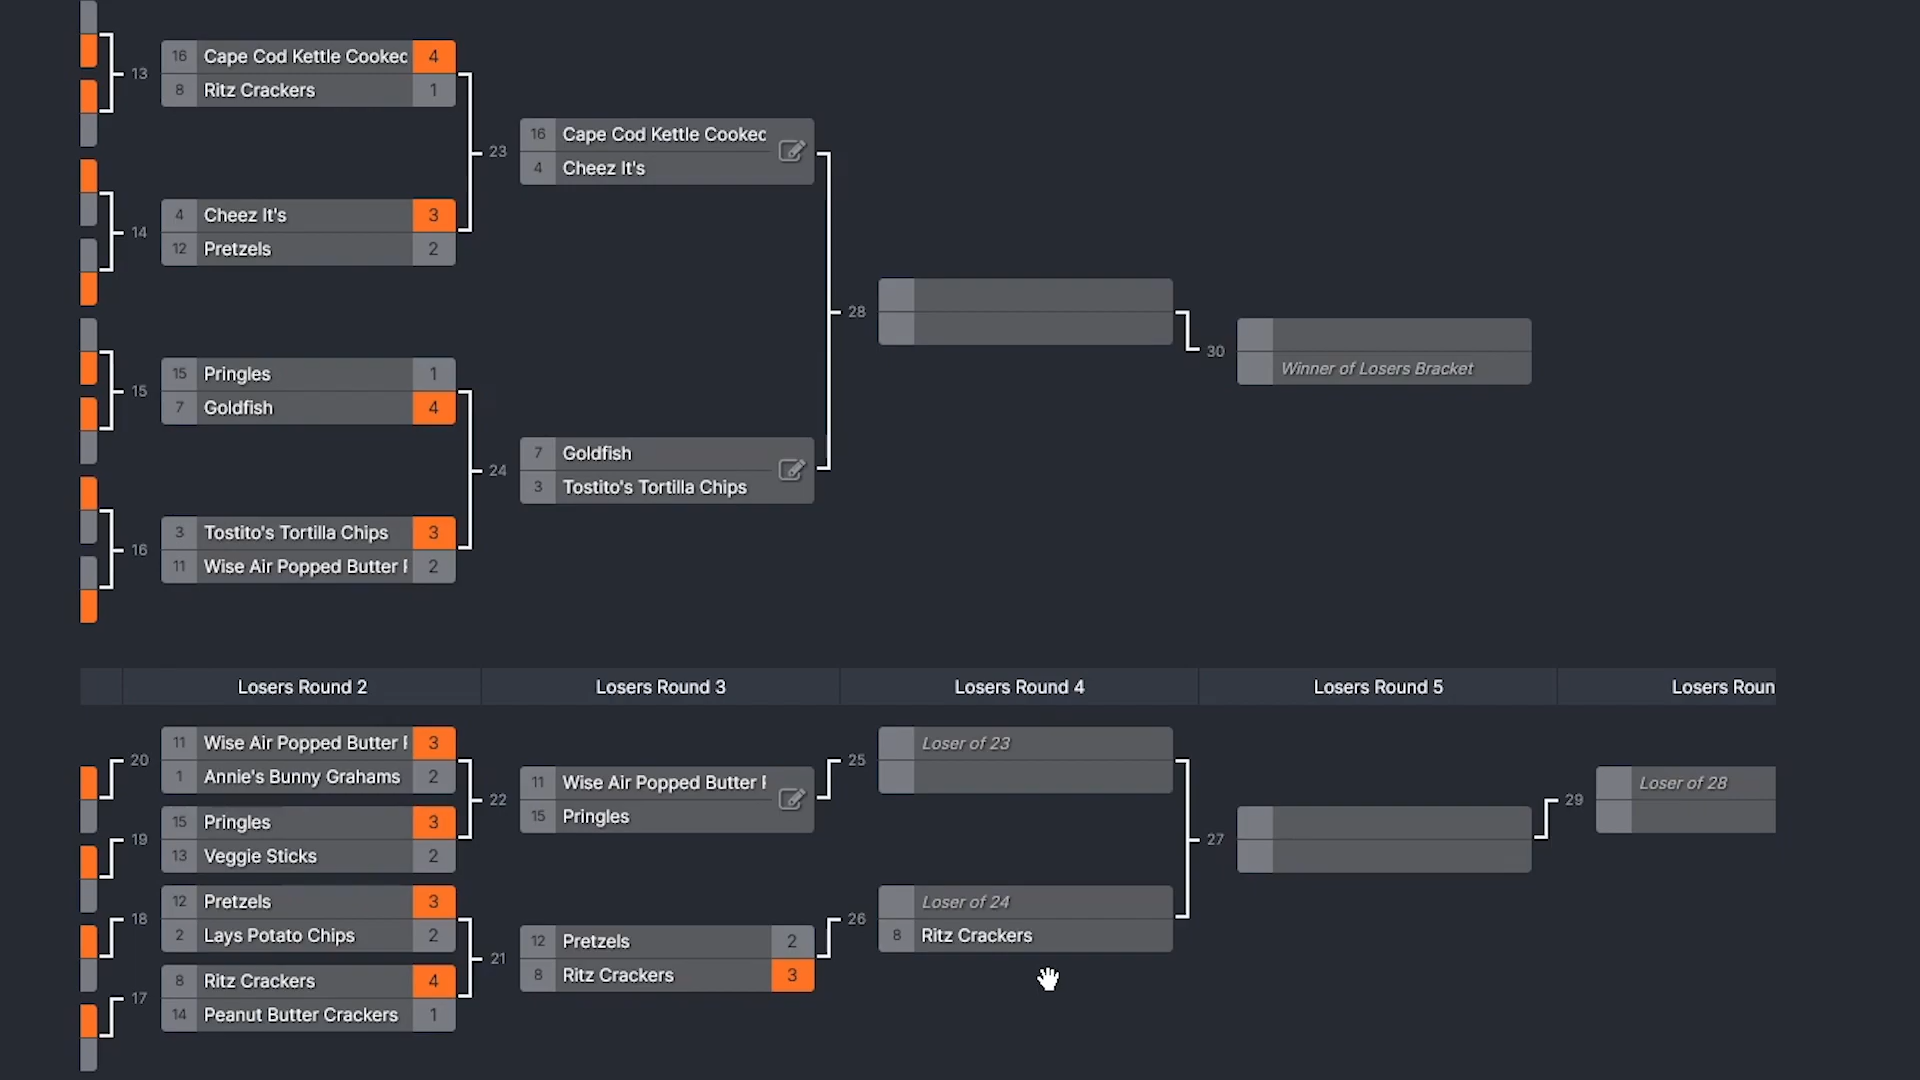 13
16 Cape Cod Kettle Cooked 4
8 Ritz Crackers 1
14
4 Cheez It's 3
12 Pretzels 2
15
15 Pringles 1
7 Goldfish 4
16
3 Tostito's Tortilla Chips 3
11 Wise Air Popped Butter 2
23
16 Cape Cod Kettle Cooked
4 Cheez It's
24
7 Goldfish
3 Tostito's Tortilla Chips
28
30
Winner of Losers Bracket
Losers Round 2
Losers Round 3
Losers Round 4
Losers Round 5
Losers Roun
20
11 Wise Air Popped Butter 3
1 Annie's Bunny Grahams 2
19
15 Pringles 3
13 Veggie Sticks 2
18
12 Pretzels 3
2 Lays Potato Chips 2
17
8 Ritz Crackers 4
14 Peanut Butter Crackers 1
22
11 Wise Air Popped Butter
15 Pringles
21
12 Pretzels 2
8 Ritz Crackers 3
25
Loser of 23
26
Loser of 24
8 Ritz Crackers
27
29
Loser of 28